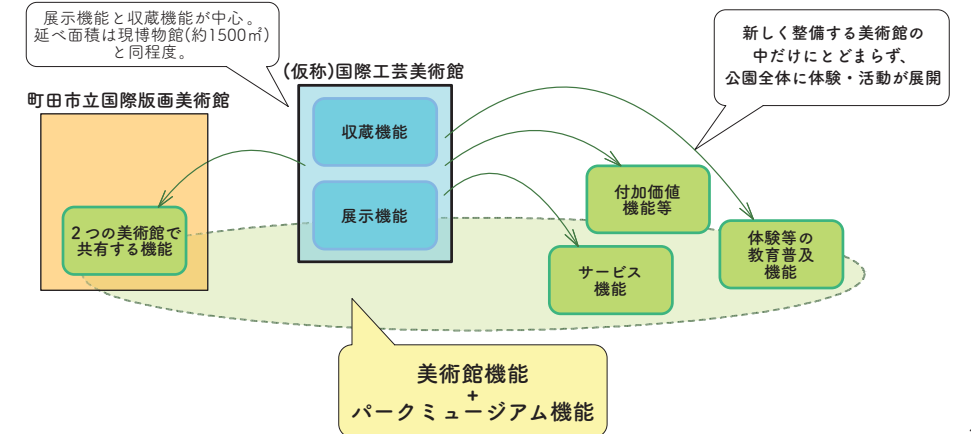 展示機能と収蔵機能が中心。
延べ面積は現博物館(約1500㎡)
と同程度。
(仮称)国際工芸美術館
町田市立国際版画美術館
新しく整備する美術館の
中だけにとどまらず、
公園全体に体験・活動が展開
収蔵機能
展示機能
２つの美術館で
共有する機能
付加価値
機能等
サービス
機能
体験等の
教育普及
機能
美術館機能
+
パークミュージアム機能